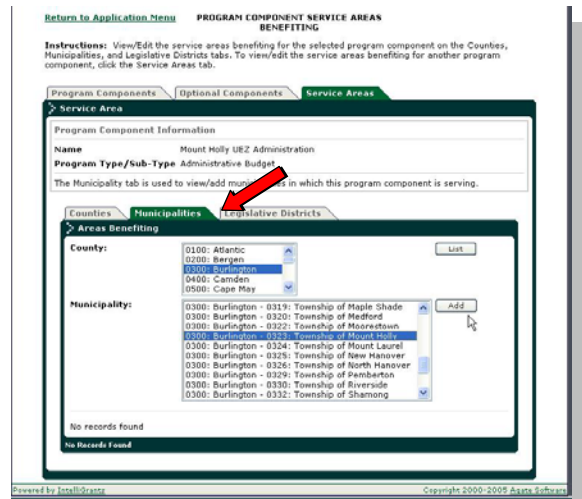 Return to Application Menu PROGRAM COMPONENT SERVICE AREAS
BENEFITING
Instructions: View/Edit the service areas benefiting for the selected program component on the Counties,
Municipalities, and Legislative Districts tabs. To view/edit the service areas benefiting for another program
component, click the Service Areas tab.
Program Components Optional Components Service Areas
Service Area
Program Component Information
Name Mount Holly UEZ Administration
Program Type/Sub-Type Administrative Budget
The Municipality tab is used to view/add municipalities in which this program component is serving.
Counties Municipalities Legislative Districts
Areas Benefiting
County: List
0100: Atlantic
0200: Bergen
0300: Burlington
0400: Camden
0500: Cape May
Municipality: Add
0300: Burlington - 0319: Township of Maple Shade
0300: Burlington - 0320: Township of Medford
0300: Burlington - 0322: Township of Moorestown
0300: Burlington - 0323: Township of Mount Holly
0300: Burlington - 0324: Township of Mount Laurel
0300: Burlington - 0325: Township of New Hanover
0300: Burlington - 0326: Township of North Hanover
0300: Burlington - 0329: Township of Pemberton
0300: Burlington - 0330: Township of Riverside
0300: Burlington - 0332: Township of Shamong
No records found
No Records Found
Powered by IntelliGrants Copyright 2000-2005 Agate Software